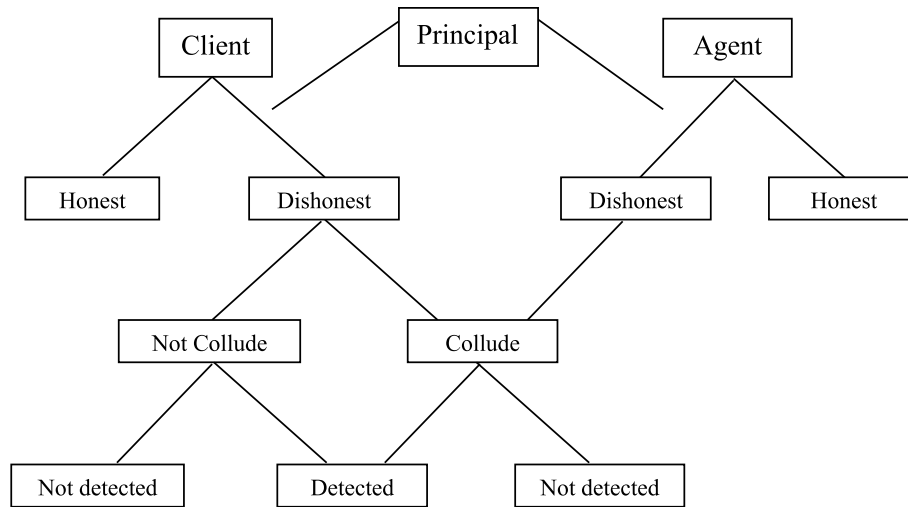 Client
Principal
Agent
Honest
Dishonest
Dishonest
Honest
Not Collude
Collude
Not detected
Detected
Not detected